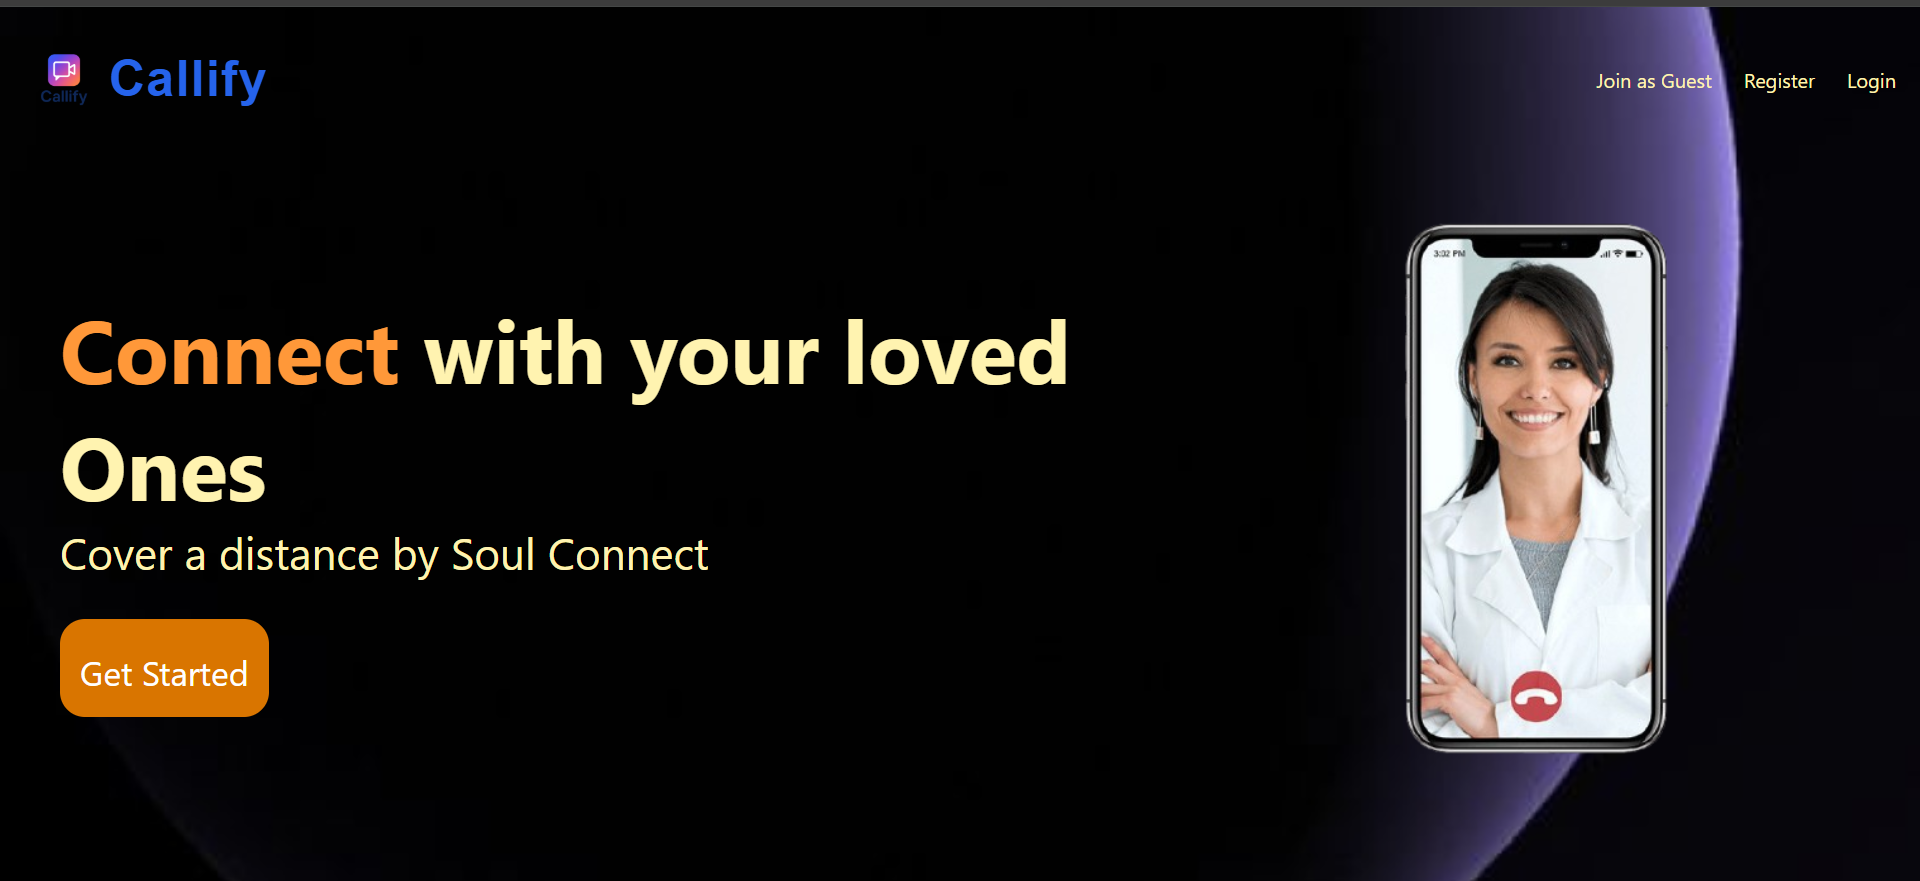 Callify
Callify
Join as Guest
Register
Login
3:02 PM
Connect with your loved
Ones
Cover a distance by Soul Connect
Get Started